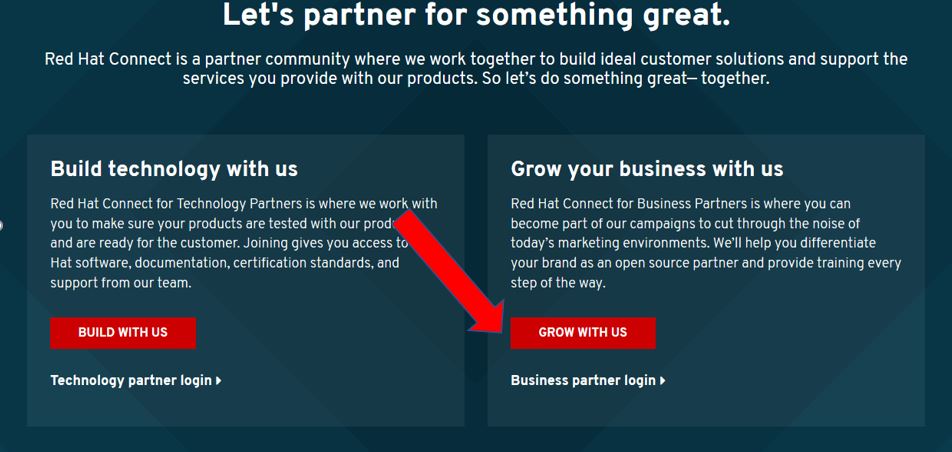 Let's partner for something great.
Red Hat Connect is a partner community where we work together to build ideal customer solutions and support the
services you provide with our products. So let's do something great— together.
Build technology with us
Red Hat Connect for Technology Partners is where we work with
you to make sure your products are tested with our
and are ready for the customer. Joining gives you access to
Hat software, documentation, certification standards, and
support from our team.
BUILD WITH US
Technology partner login
Grow your business with us
Red Hat Connect for Business Partners is where you can
become part of our campaigns to cut through the noise of
today's marketing environments. We'll help you differentiate
your brand as an open source partner and provide training every
step of the way.
GROW WITH US
Business partner login